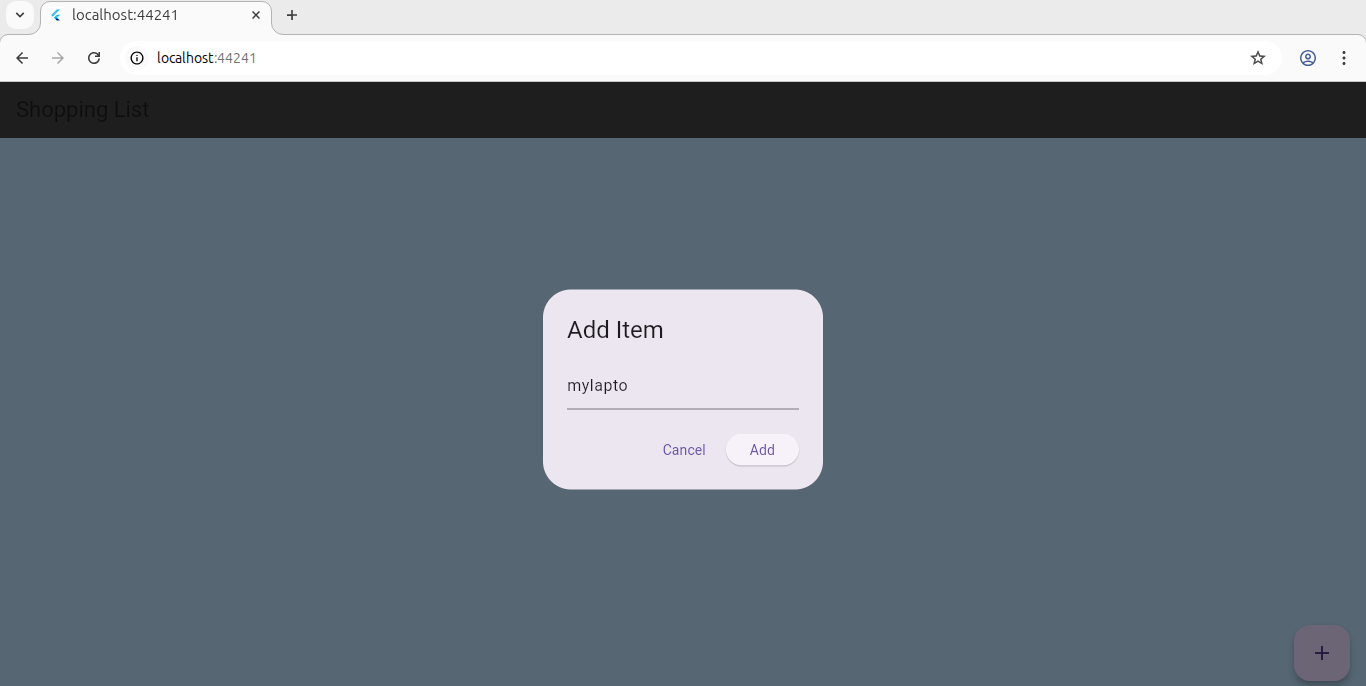 localhost:44241
localhost:44241
Shopping List
Add Item
mylapto
Cancel Add